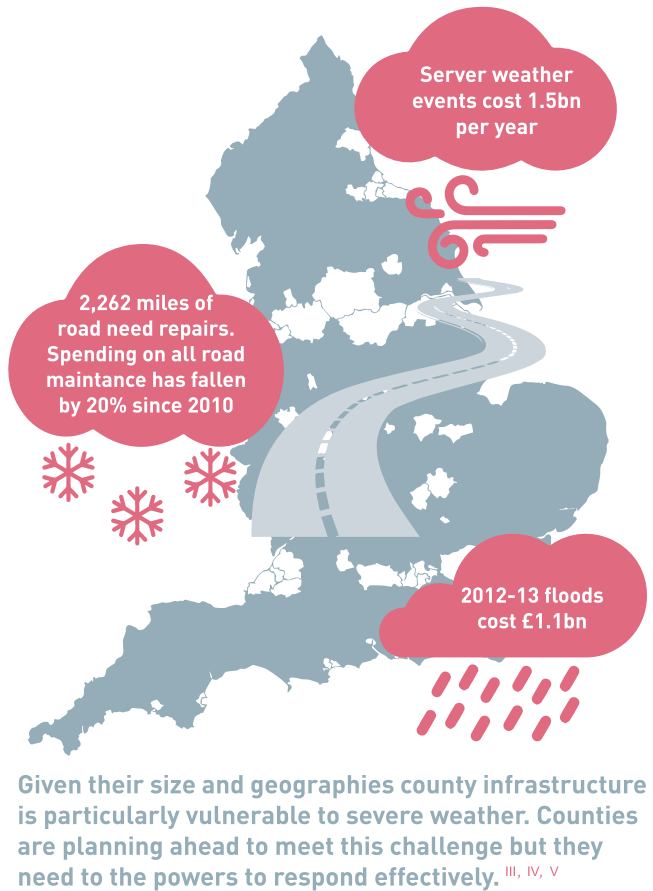 Server weather
events cost 1.5bn
per year
2,262 miles of
road need repairs.
Spending on all road
maintance has fallen
by 20% since 2010
2012-13 floods
cost £1.1bn
Given their size and geographies county infrastructure
is particularly vulnerable to severe weather. Counties
are planning ahead to meet this challenge but they
need to the powers to respond effectively. III, IV, V